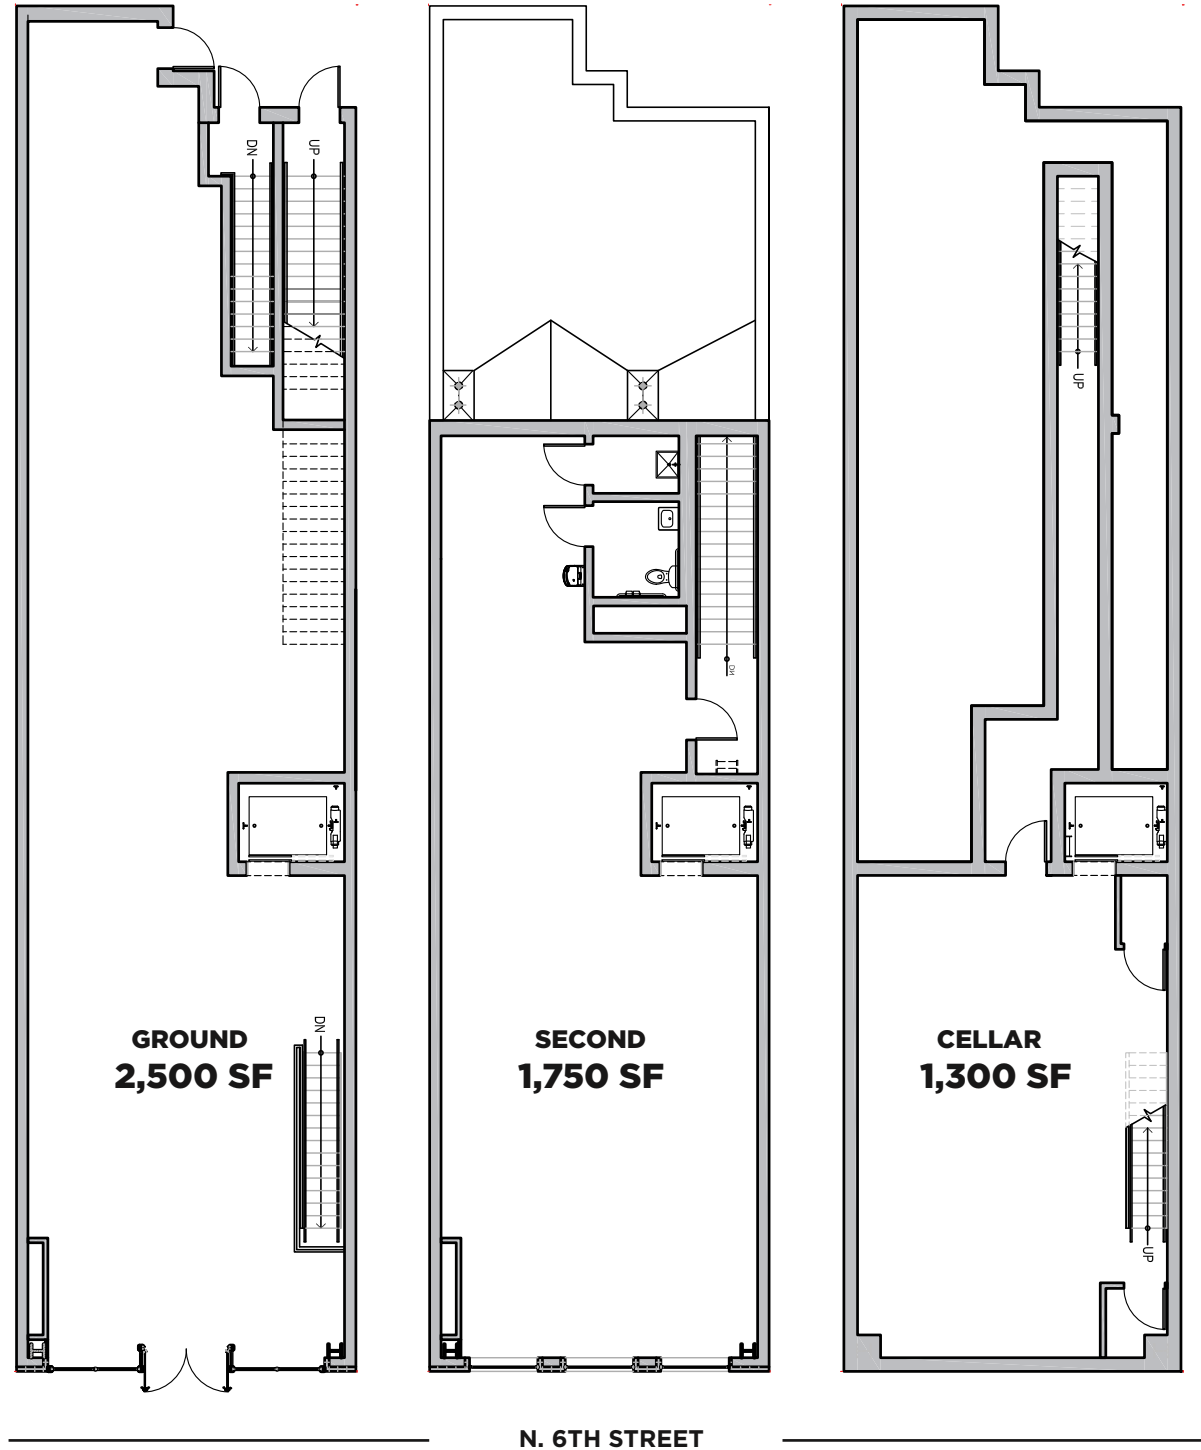 DN
UP
UP
DN
GROUND
2,500 SF
DN
SECOND
1,750 SF
CELLAR
1,300 SF
UP
N. 6TH STREET